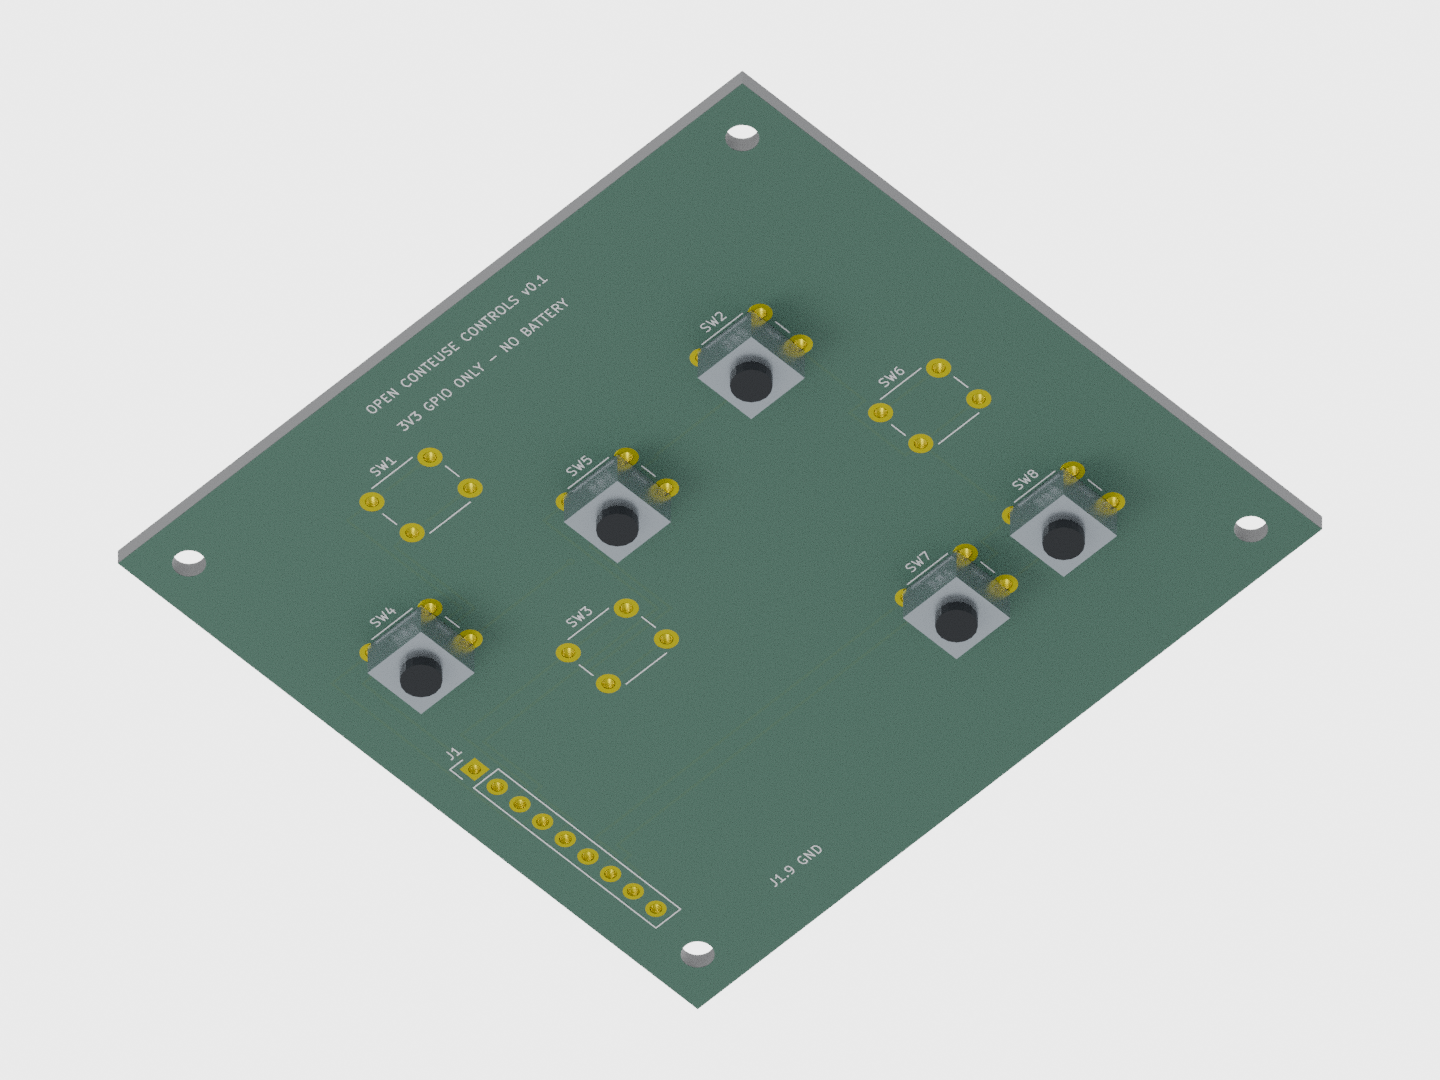 OPEN CONTEUSE CONTROLS v0.1
3V3 GPIO ONLY — NO BATTERY
SW2
SW6
SW1
SW5
SW8
SW7
SW4
SW3
J1
J1.9 GND